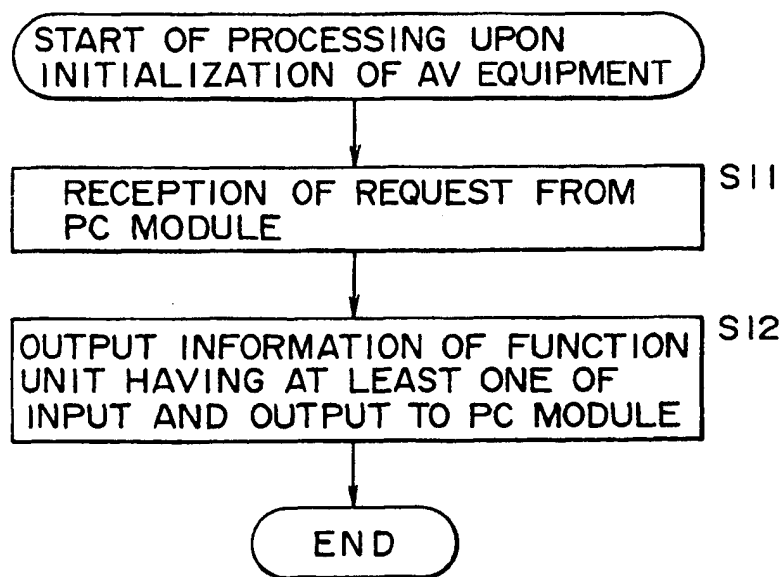 START OF PROCESSING UPON
INITIALIZATION OF AV EQUIPMENT
RECEPTION OF REQUEST FROM
PC MODULE
S11
OUTPUT INFORMATION OF FUNCTION
UNIT HAVING AT LEAST ONE OF
INPUT AND OUTPUT TO PC MODULE
S12
END